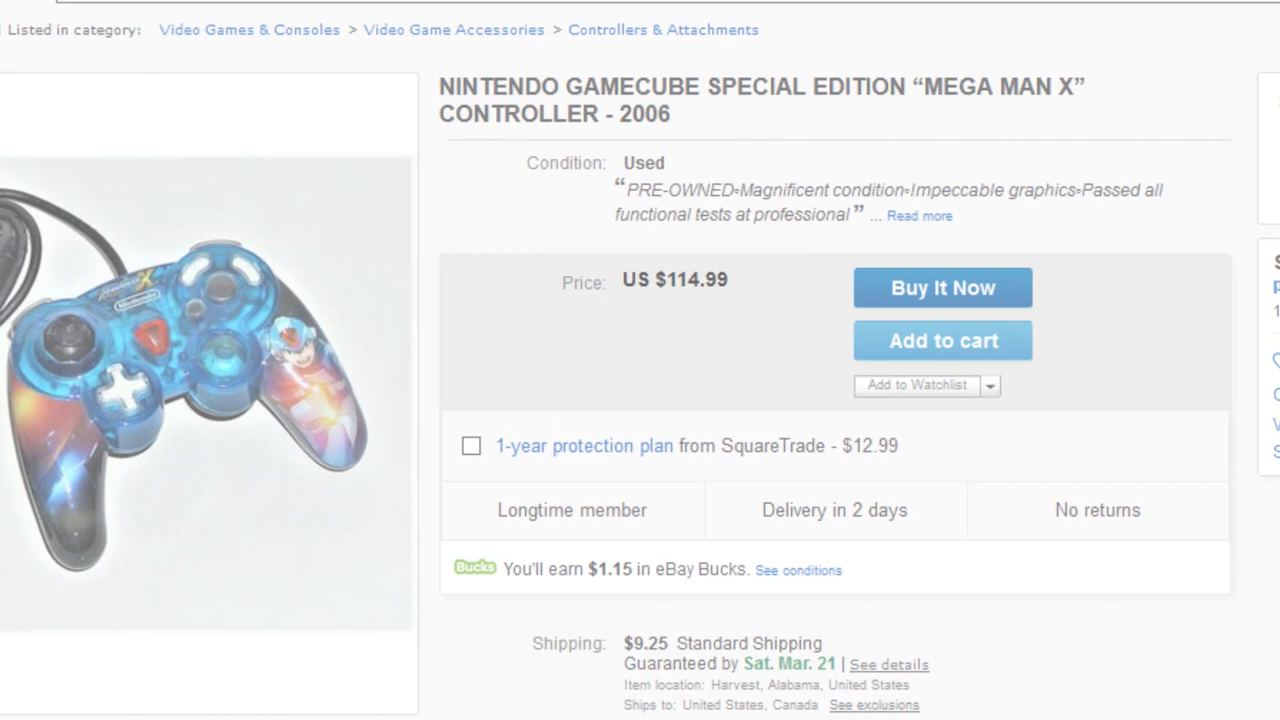 Listed in category: Video Games & Consoles > Video Game Accessories > Controllers & Attachments
NINTENDO GAMECUBE SPECIAL EDITION “MEGA MAN X”
CONTROLLER - 2006
Condition: Used
“PRE-OWNED▫Magnificent condition▫Impeccable graphics▫Passed all
functional tests at professional” ... Read more
Price: US $114.99
Buy It Now
Add to cart
Add to Watchlist
1-year protection plan from SquareTrade - $12.99
Longtime member
Delivery in 2 days
No returns
Bucks You'll earn $1.15 in eBay Bucks. See conditions
Shipping: $9.25 Standard Shipping
Guaranteed by Sat. Mar. 21 | See details
Item location: Harvest, Alabama, United States
Ships to: United States, Canada See exclusions
X
Nintendo